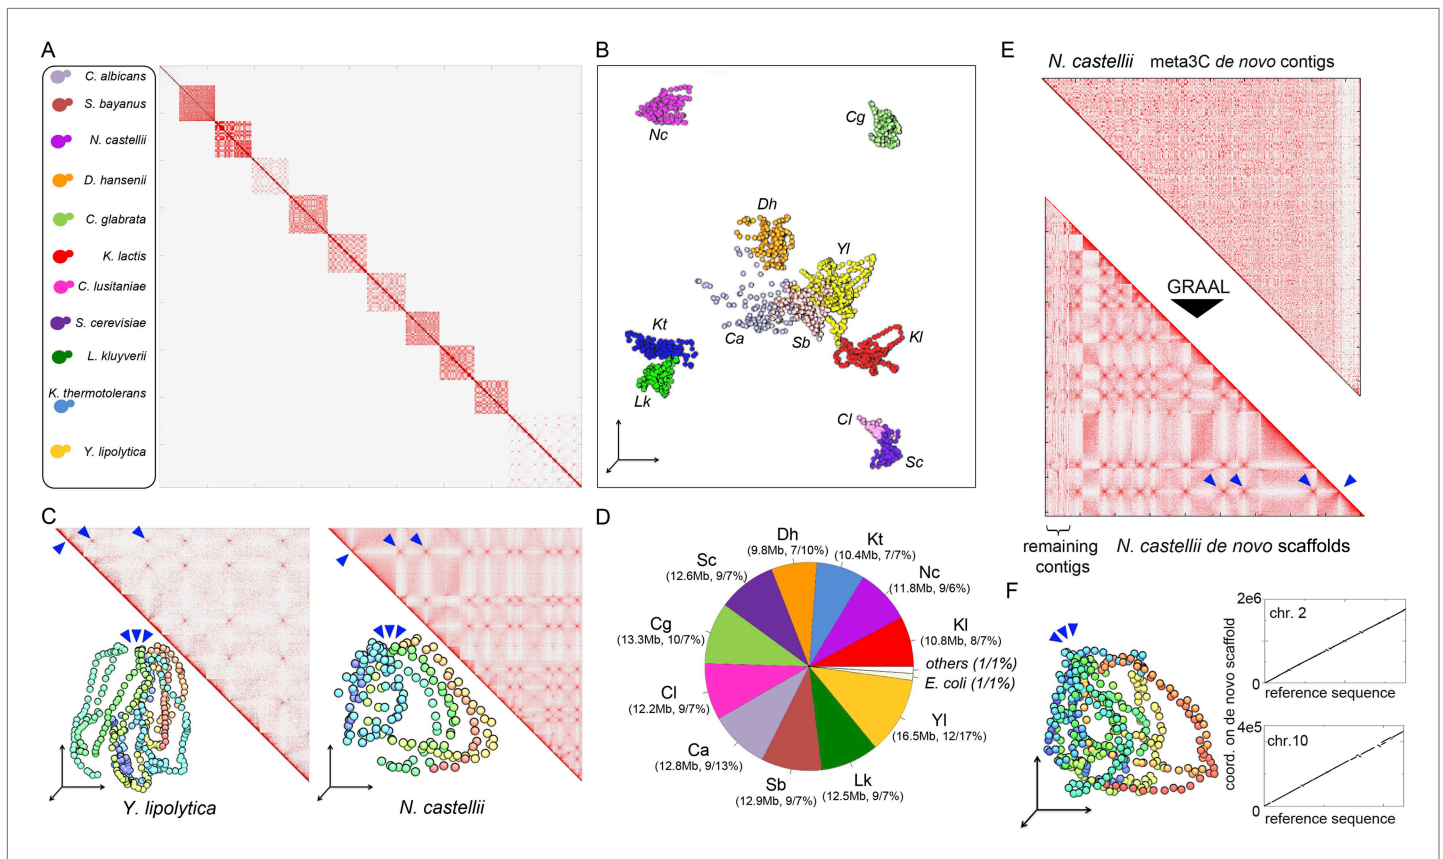 A
C. albicans
S. bayanus
N. castellii
D. hansenii
C. glabrata
K. lactis
C. lusitaniae
S. cerevisiae
L. kluyverii
K. thermotolerans
Y. lipolytica
B
Nc
Cg
Dh
Yl
Ca
Sb
Kt
Kl
Lk
Cl
Sc
C
Y. lipolytica
N. castellii
D
Dh
(9.8Mb, 7/10%)
Kt
(10.4Mb, 7/7%)
Nc
(11.8Mb, 9/6%)
Kl
(10.8Mb, 8/7%)
others (1/1%)
E. coli (1/1%)
Yl
(16.5Mb, 12/17%)
Lk
(12.5Mb, 9/7%)
Sb
(12.9Mb, 9/7%)
Ca
(12.8Mb, 9/13%)
Cl
(12.2Mb, 9/7%)
Cg
(13.3Mb, 10/7%)
Sc
(12.6Mb, 9/7%)
E
N. castellii meta3C de novo contigs
GRAAL
remaining
contigs
N. castellii de novo scaffolds
F
coord. on de novo scaffold
2e6
chr. 2
0
reference sequence
4e5
chr.10
0
reference sequence